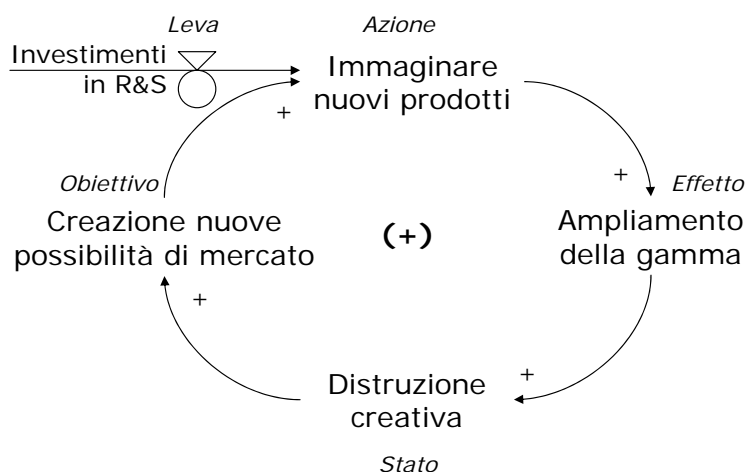 Leva
Azione
Investimenti
in R&S
Immaginare
nuovi prodotti
+
+
Obiettivo
Effetto
Creazione nuove
possibilità di mercato
(+)
Ampliamento
della gamma
+
+
Distruzione
creativa
Stato